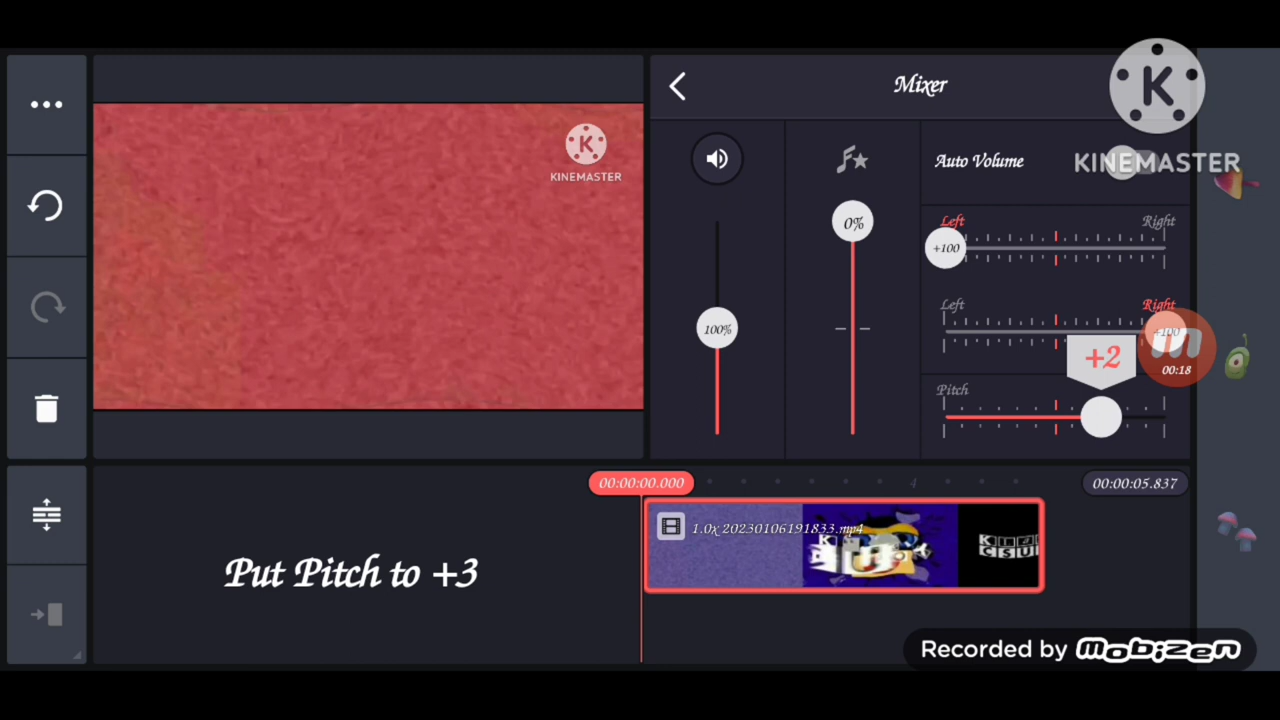 Mixer
KINEMASTER
KINEMASTER
Auto Volume
0%
Left
Right
+100
Left
Right
100%
+2
00:18
Pitch
00:00:00.000
4
00:00:05.837
1.0x 20230106191833.mp4
Put Pitch to +3
Recorded by mobizen